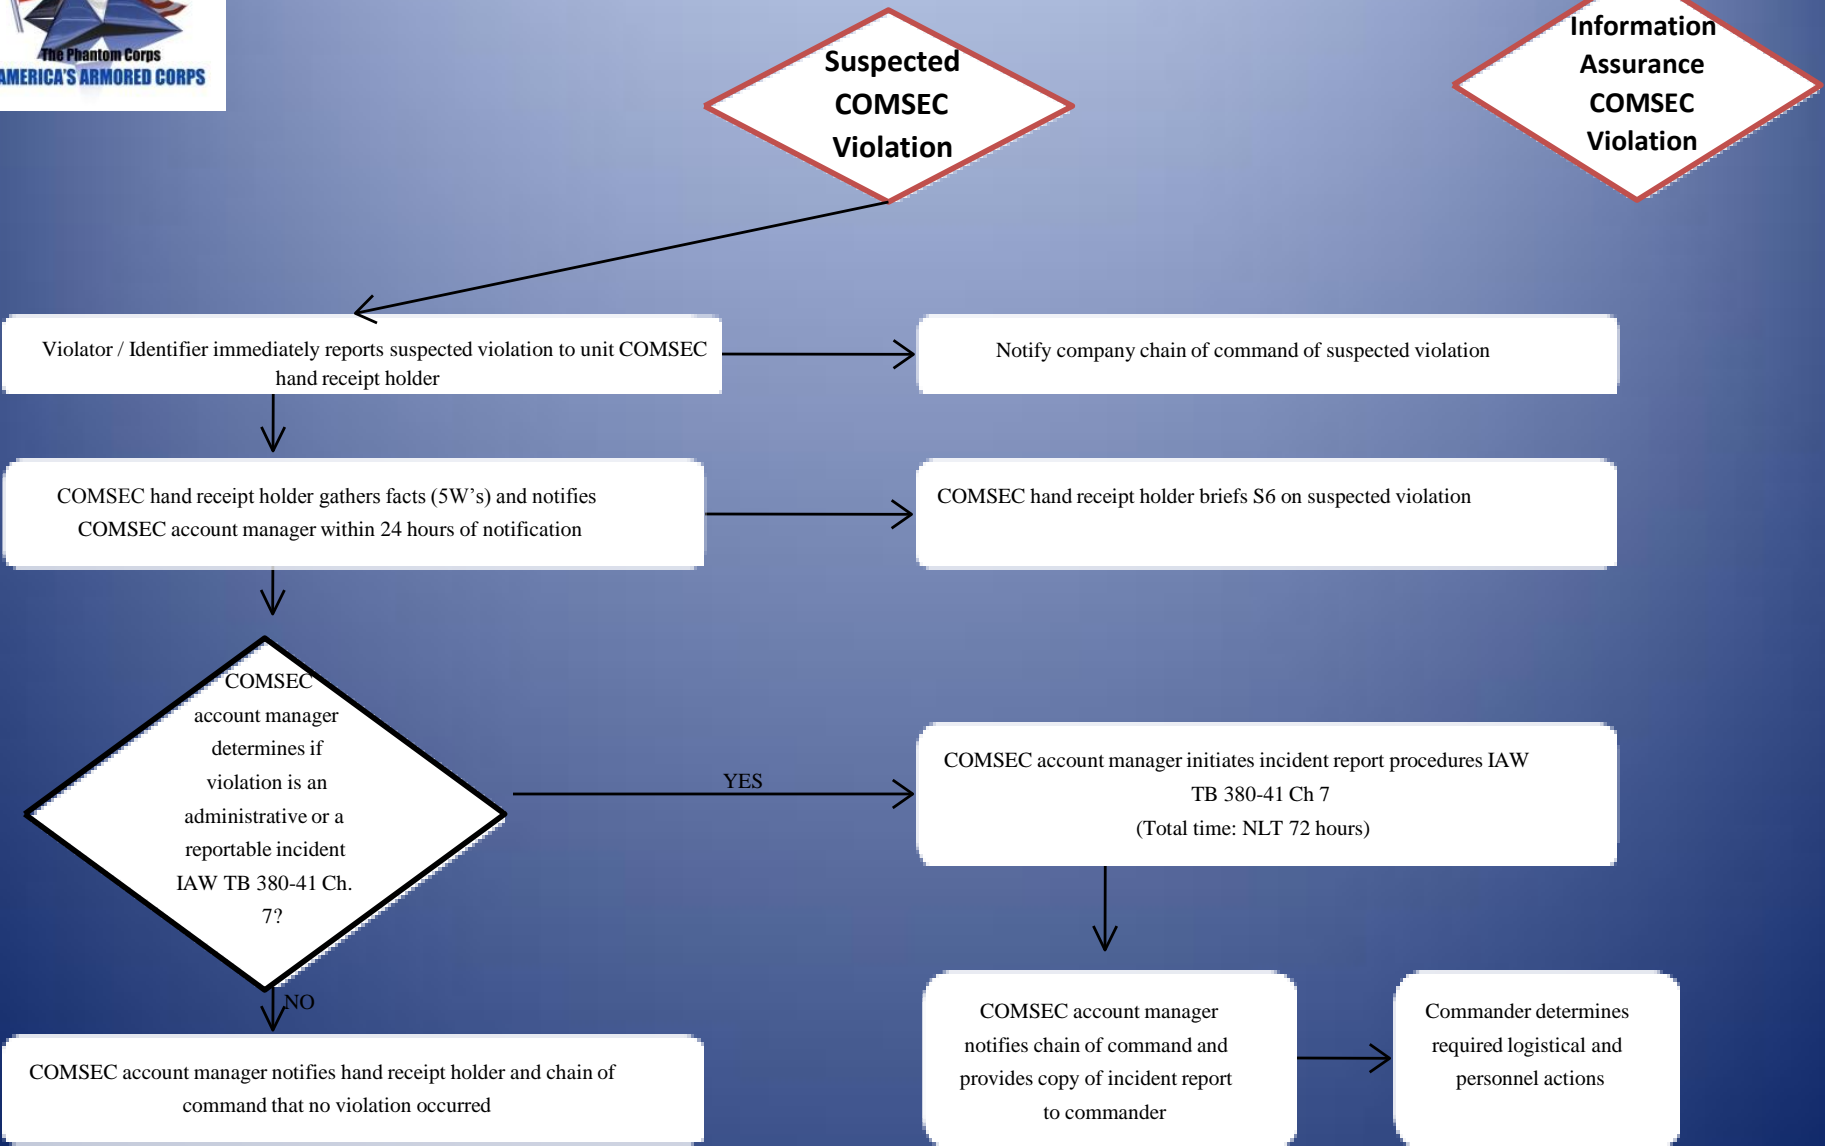 The Phantom Corps
AMERICA'S ARMORED CORPS
Suspected
COMSEC
Violation
Information
Assurance
COMSEC
Violation
Violator / Identifier immediately reports suspected violation to unit COMSEC
hand receipt holder
Notify company chain of command of suspected violation
COMSEC hand receipt holder gathers facts (5W’s) and notifies
COMSEC account manager within 24 hours of notification
COMSEC hand receipt holder briefs S6 on suspected violation
COMSEC
account manager
determines if
violation is an
administrative or a
reportable incident
IAW TB 380-41 Ch.
7?
YES
COMSEC account manager initiates incident report procedures IAW
TB 380-41 Ch 7
(Total time: NLT 72 hours)
NO
COMSEC account manager notifies hand receipt holder and chain of
command that no violation occurred
COMSEC account manager
notifies chain of command and
provides copy of incident report
to commander
Commander determines
required logistical and
personnel actions